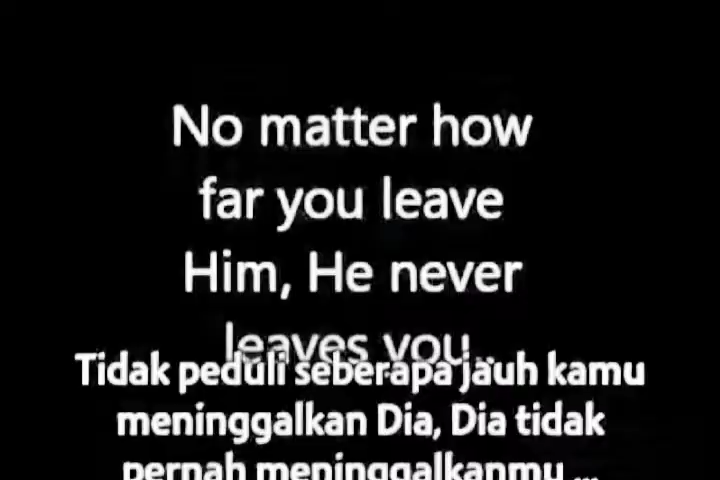 No matter how
far you leave
Him, He never
leaves you..
Tidak peduli seberapa jauh kamu
meninggalkan Dia, Dia tidak
pernah meninggalkanmu ...